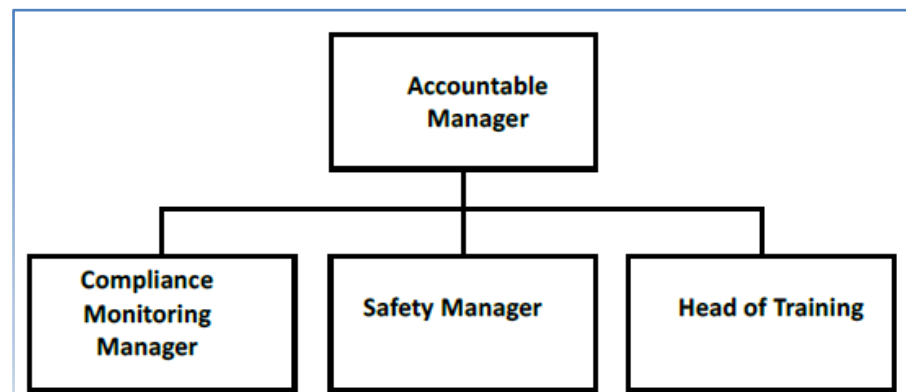 Accountable
Manager
Compliance
Monitoring
Manager
Safety Manager
Head of Training